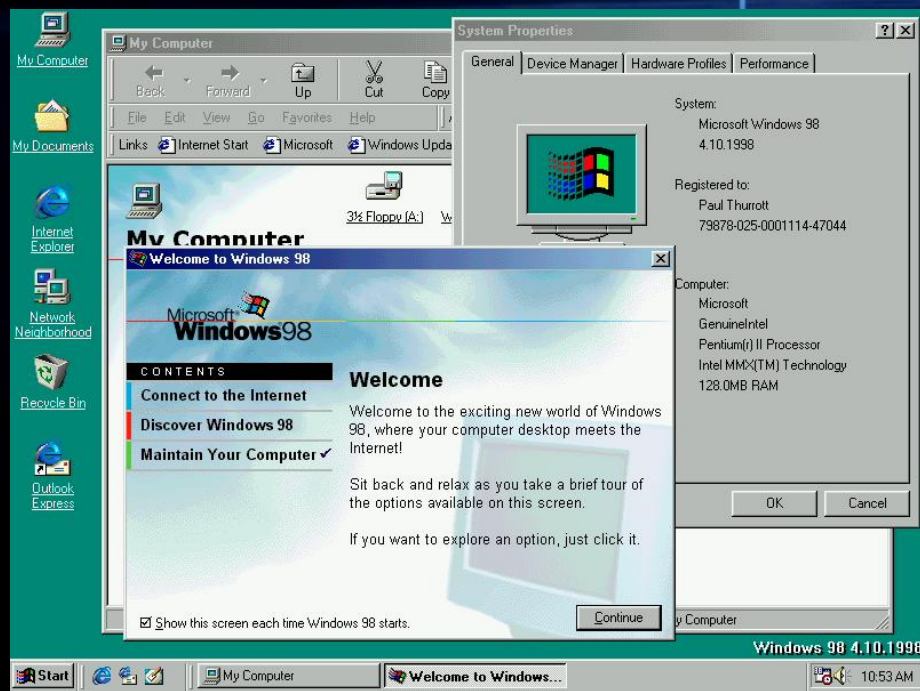 My Computer
My Documents
Internet
Explorer
Network
Neighborhood
Recycle Bin
Outlook
Express
My Computer
Back
Forward
Up
Cut
Copy
File Edit View Go Favorites Help
Links Internet Start Microsoft Windows Upda
3½ Floppy (A:)
My Computer
System Properties
General Device Manager Hardware Profiles Performance
System:
Microsoft Windows 98
4.10.1998
Registered to:
Paul Thurrott
79878-025-0001114-47044
Computer:
Microsoft
GenuineIntel
Pentium(r) II Processor
Intel MMX(TM) Technology
128.0MB RAM
OK Cancel
Welcome to Windows 98
Microsoft
Windows98
CONTENTS
Connect to the Internet
Discover Windows 98
Maintain Your Computer
Welcome
Welcome to the exciting new world of Windows
98, where your computer desktop meets the
Internet!
Sit back and relax as you take a brief tour of
the options available on this screen.
If you want to explore an option, just click it.
Show this screen each time Windows 98 starts.
Continue
y Computer
Windows 98 4.10.1998
Start My Computer Welcome to Windows... 10:53 AM